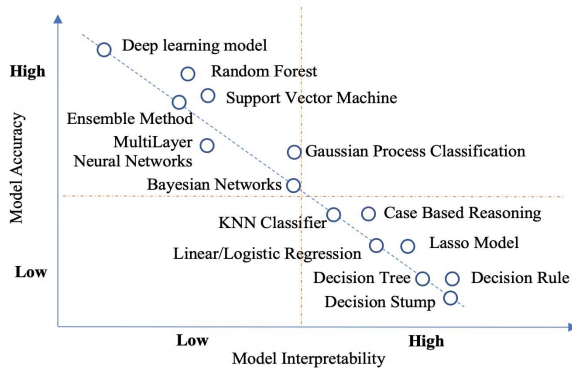 Deep learning model
High
Random Forest
Support Vector Machine
Ensemble Method
MultiLayer
Neural Networks
Gaussian Process Classification
Bayesian Networks
Model Accuracy
KNN Classifier
Case Based Reasoning
Linear/Logistic Regression
Lasso Model
Low
Decision Tree
Decision Rule
Decision Stump
Low
High
Model Interpretability